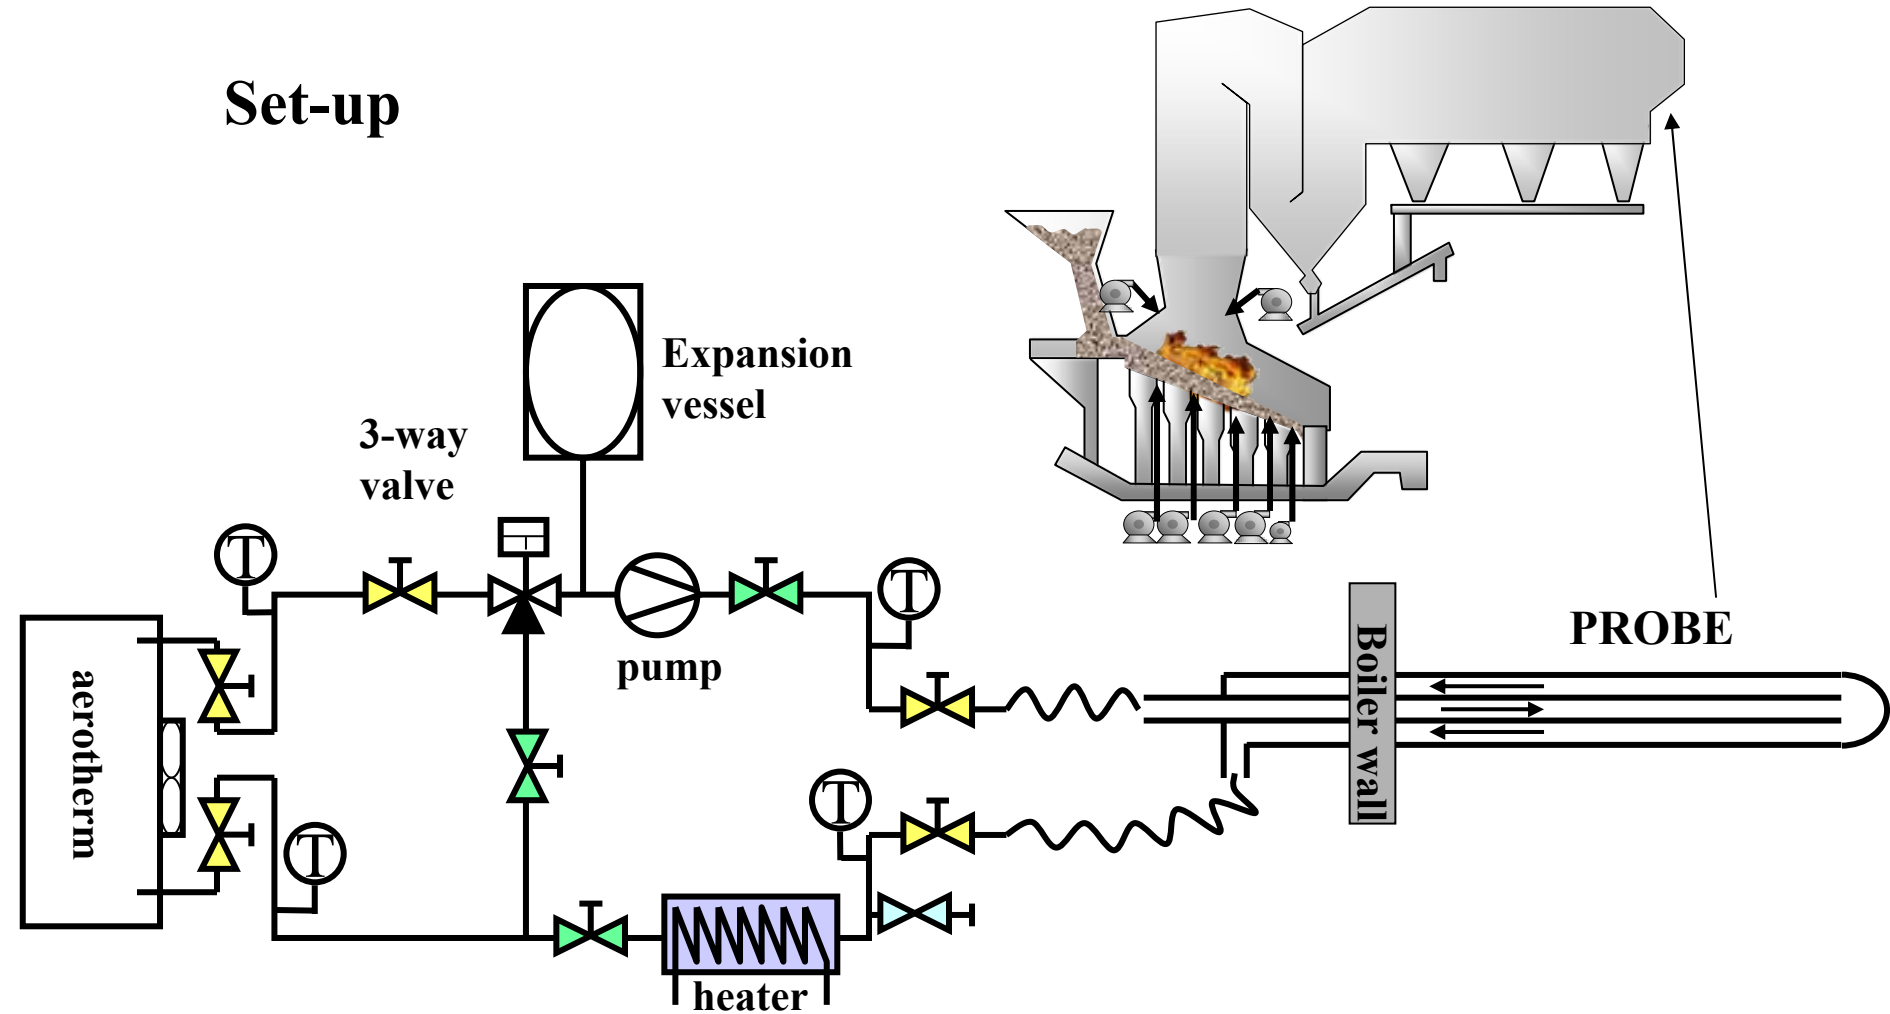 Set-up
Expansion
vessel
3-way
valve
T
T
pump
PROBE
Boiler wall
aerotherm
T
T
heater